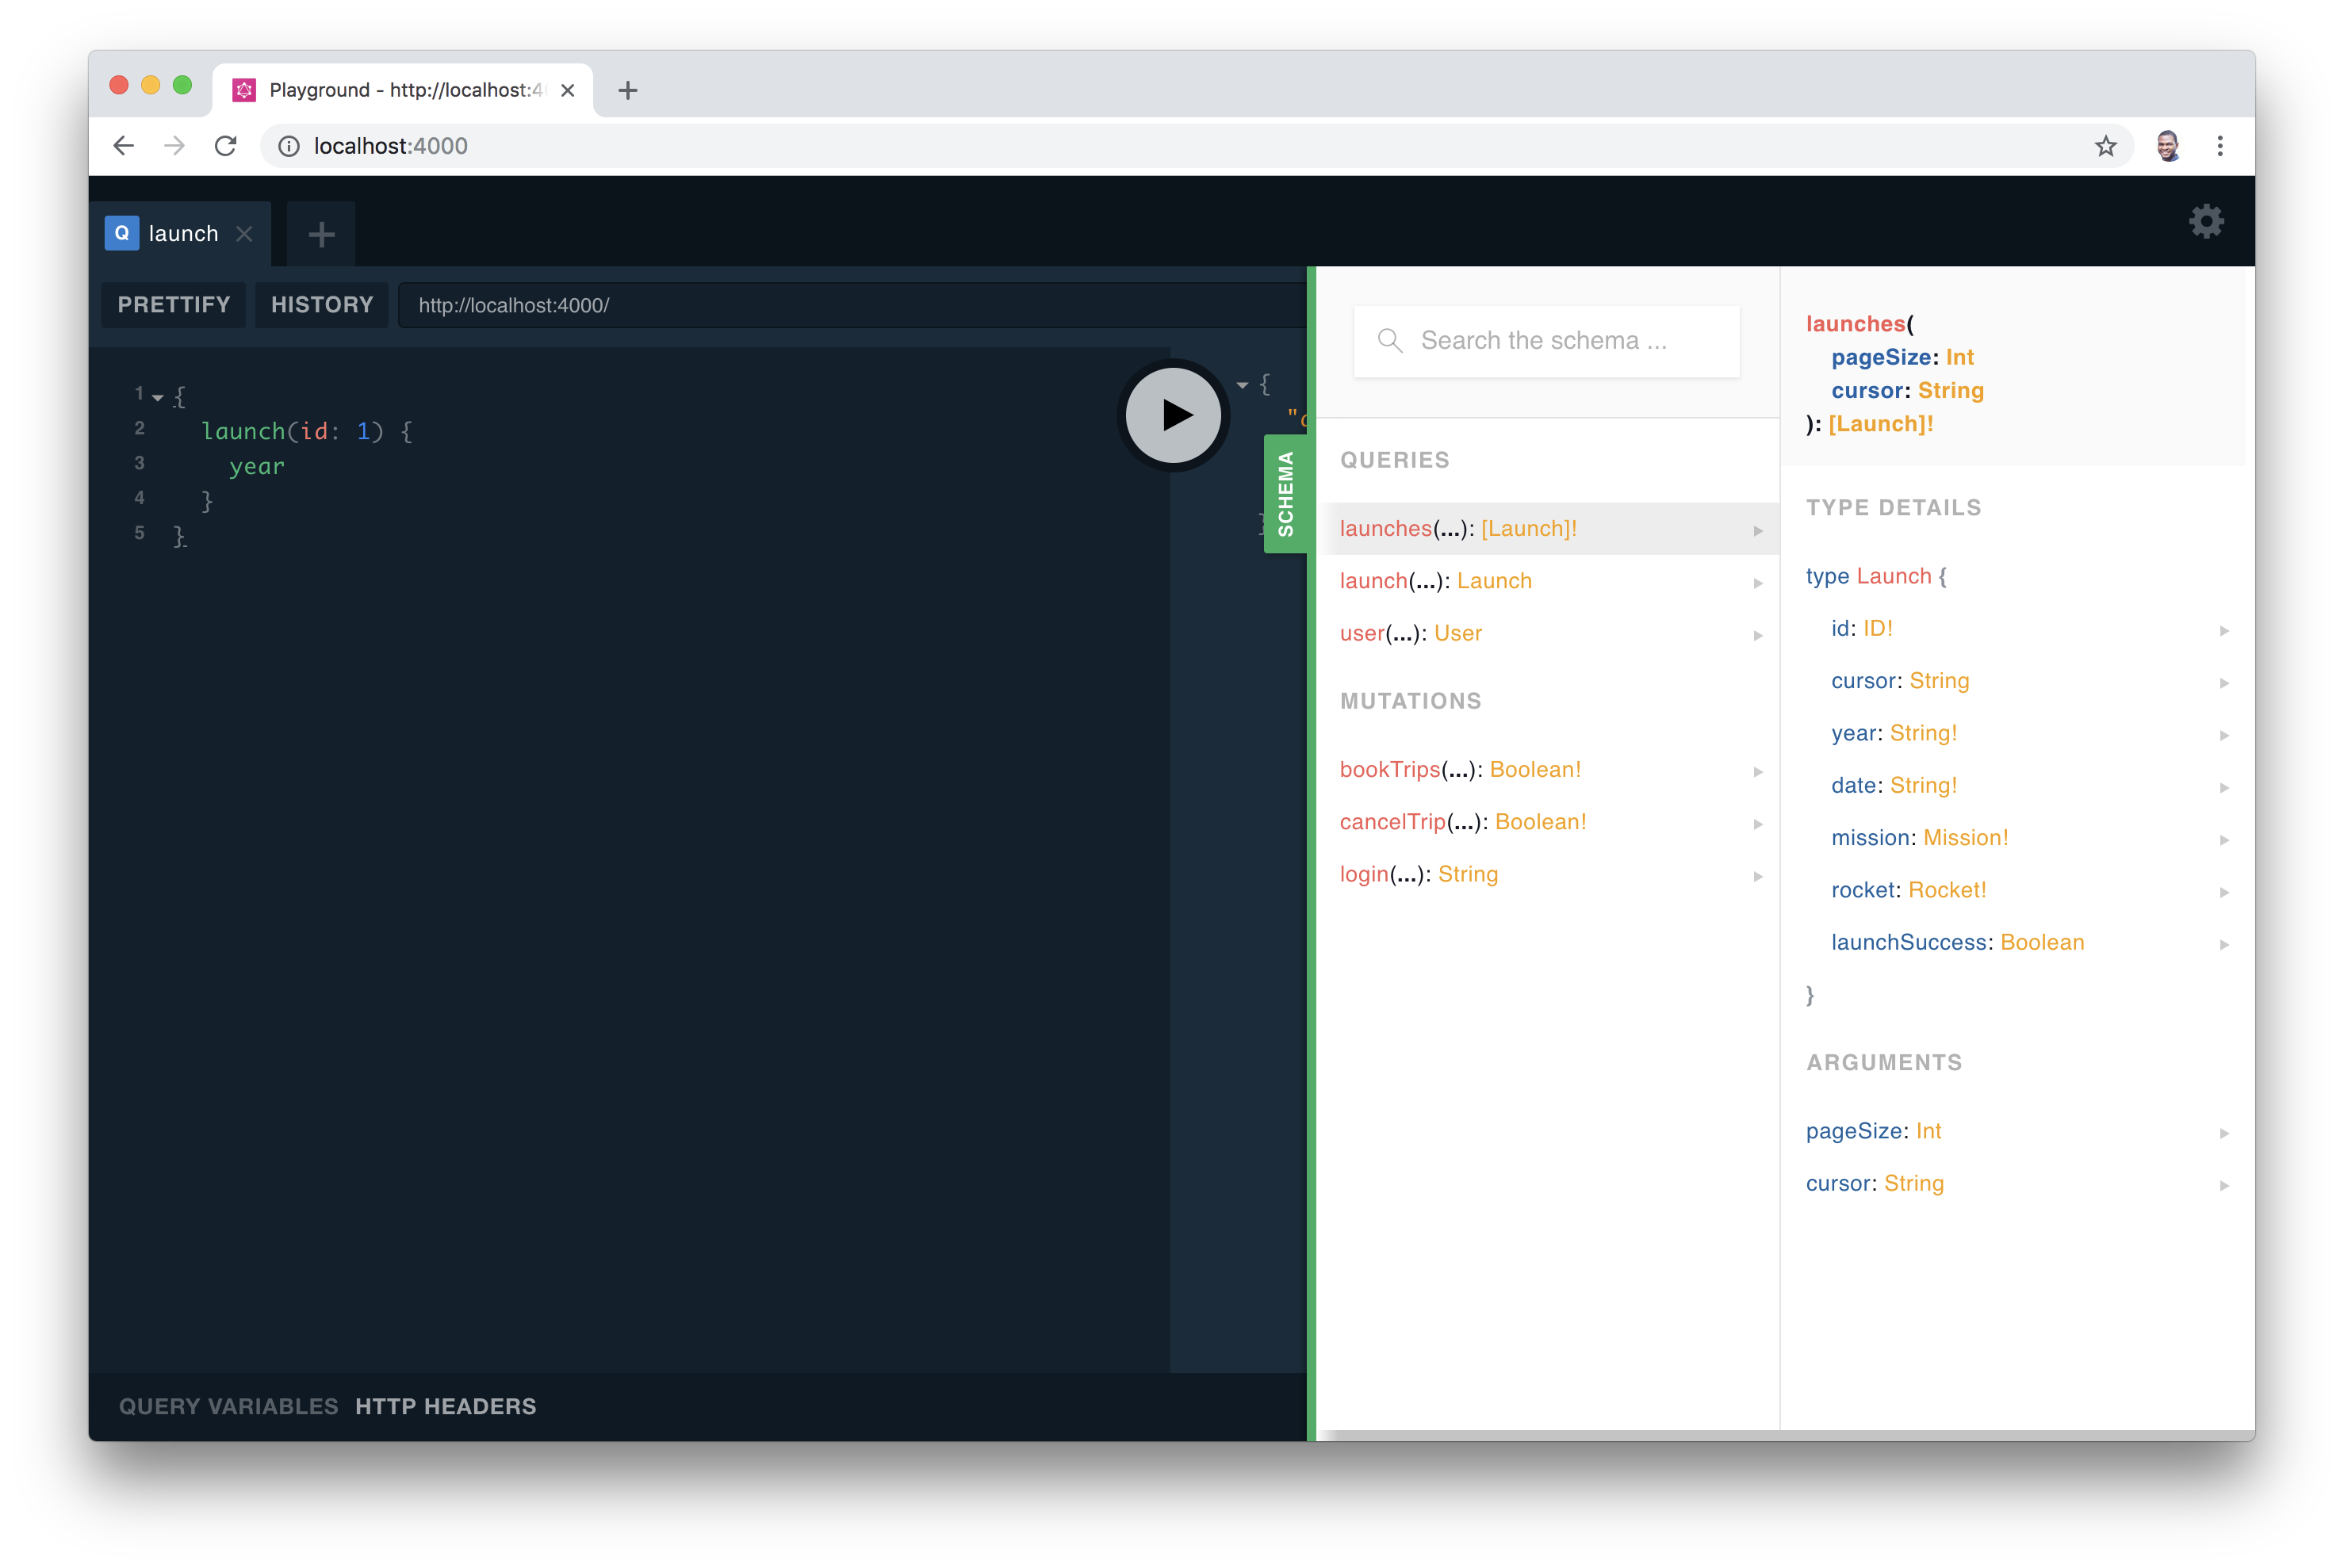 Playground - http://localhost:4
localhost:4000
Q launch
PRETTIFY HISTORY http://localhost:4000/
1 {
2 launch(id: 1) {
3 year
4 }
5 }
{
"
}
SCHEMA
Search the schema ...
QUERIES
launches(...): [Launch]!
launch(...): Launch
user(...): User
MUTATIONS
bookTrips(...): Boolean!
cancelTrip(...): Boolean!
login(...): String
launches(
pageSize: Int
cursor: String
): [Launch]!
TYPE DETAILS
type Launch {
id: ID!
cursor: String
year: String!
date: String!
mission: Mission!
rocket: Rocket!
launchSuccess: Boolean
}
ARGUMENTS
pageSize: Int
cursor: String
QUERY VARIABLES HTTP HEADERS